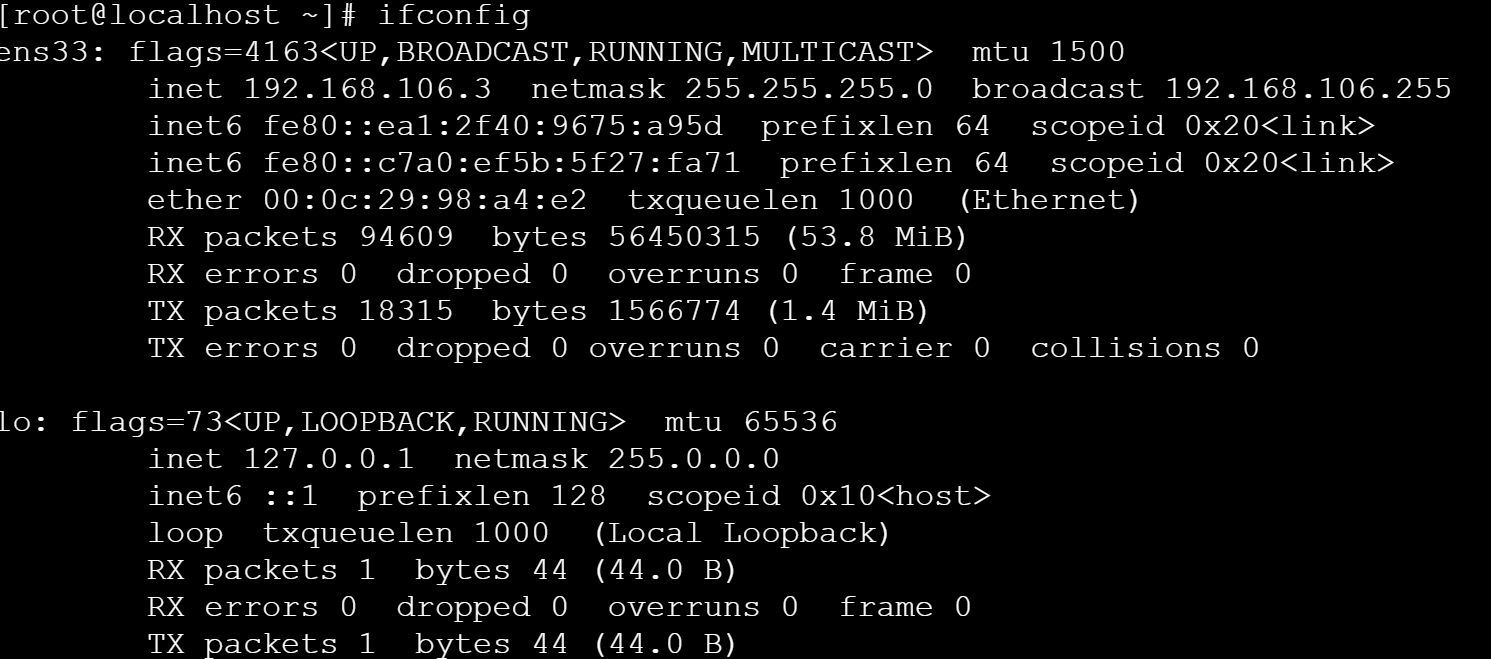 [root@localhost ~]# ifconfig
ens33: flags=4163<UP,BROADCAST,RUNNING,MULTICAST>  mtu 1500
        inet 192.168.106.3  netmask 255.255.255.0  broadcast 192.168.106.255
        inet6 fe80::ea1:2f40:9675:a95d  prefixlen 64  scopeid 0x20<link>
        inet6 fe80::c7a0:ef5b:5f27:fa71  prefixlen 64  scopeid 0x20<link>
        ether 00:0c:29:98:a4:e2  txqueuelen 1000  (Ethernet)
        RX packets 94609  bytes 56450315 (53.8 MiB)
        RX errors 0  dropped 0  overruns 0  frame 0
        TX packets 18315  bytes 1566774 (1.4 MiB)
        TX errors 0  dropped 0 overruns 0  carrier 0  collisions 0

lo: flags=73<UP,LOOPBACK,RUNNING>  mtu 65536
        inet 127.0.0.1  netmask 255.0.0.0
        inet6 ::1  prefixlen 128  scopeid 0x10<host>
        loop  txqueuelen 1000  (Local Loopback)
        RX packets 1  bytes 44 (44.0 B)
        RX errors 0  dropped 0  overruns 0  frame 0
        TX packets 1  bytes 44 (44.0 B)